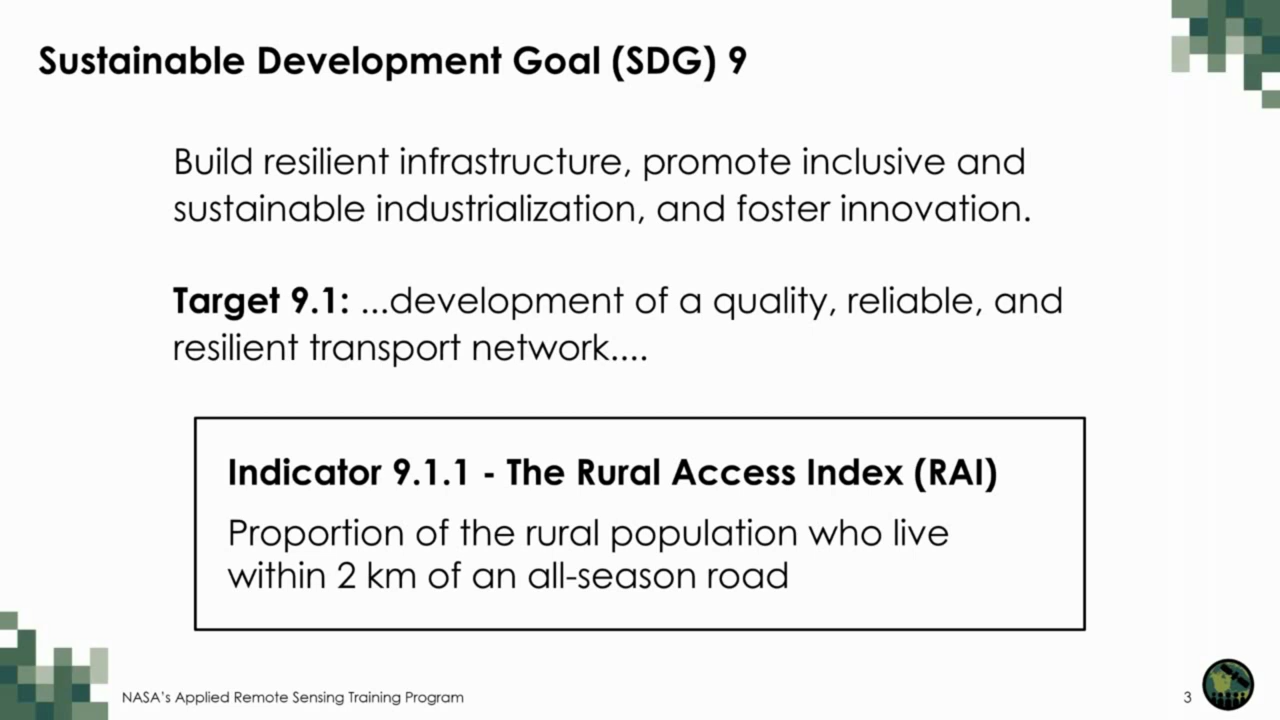 Sustainable Development Goal (SDG) 9
Build resilient infrastructure, promote inclusive and
sustainable industrialization, and foster innovation.
Target 9.1: ...development of a quality, reliable, and
resilient transport network....
Indicator 9.1.1 - The Rural Access Index (RAI)
Proportion of the rural population who live
within 2 km of an all-season road
NASA's Applied Remote Sensing Training Program
3